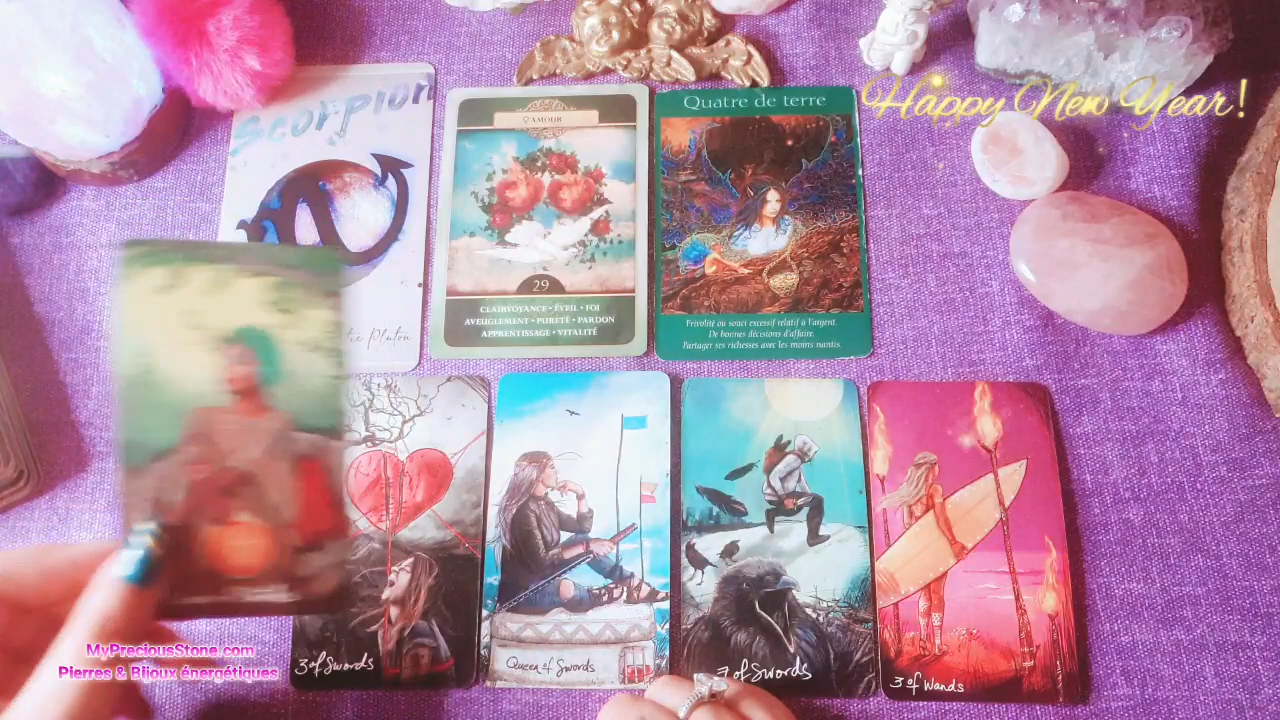 Scorpion
♀ AMOUR
29
CLAIRVOYANCE • ÉVEIL • FOI
AVEUGLEMENT • PURETÉ • PARDON
APPRENTISSAGE • VITALITÉ
Quatre de terre
Frivolité ou souci excessif relatif à l'argent.
De bonnes décisions d'affaire.
Partager ses richesses avec les moins nantis.
Happy New Year!
Pluton
3 of Swords
Queen of Swords
7 of Swords
3 of Wands
MyPreciousStone.com
Pierres & Bijoux énergétiques